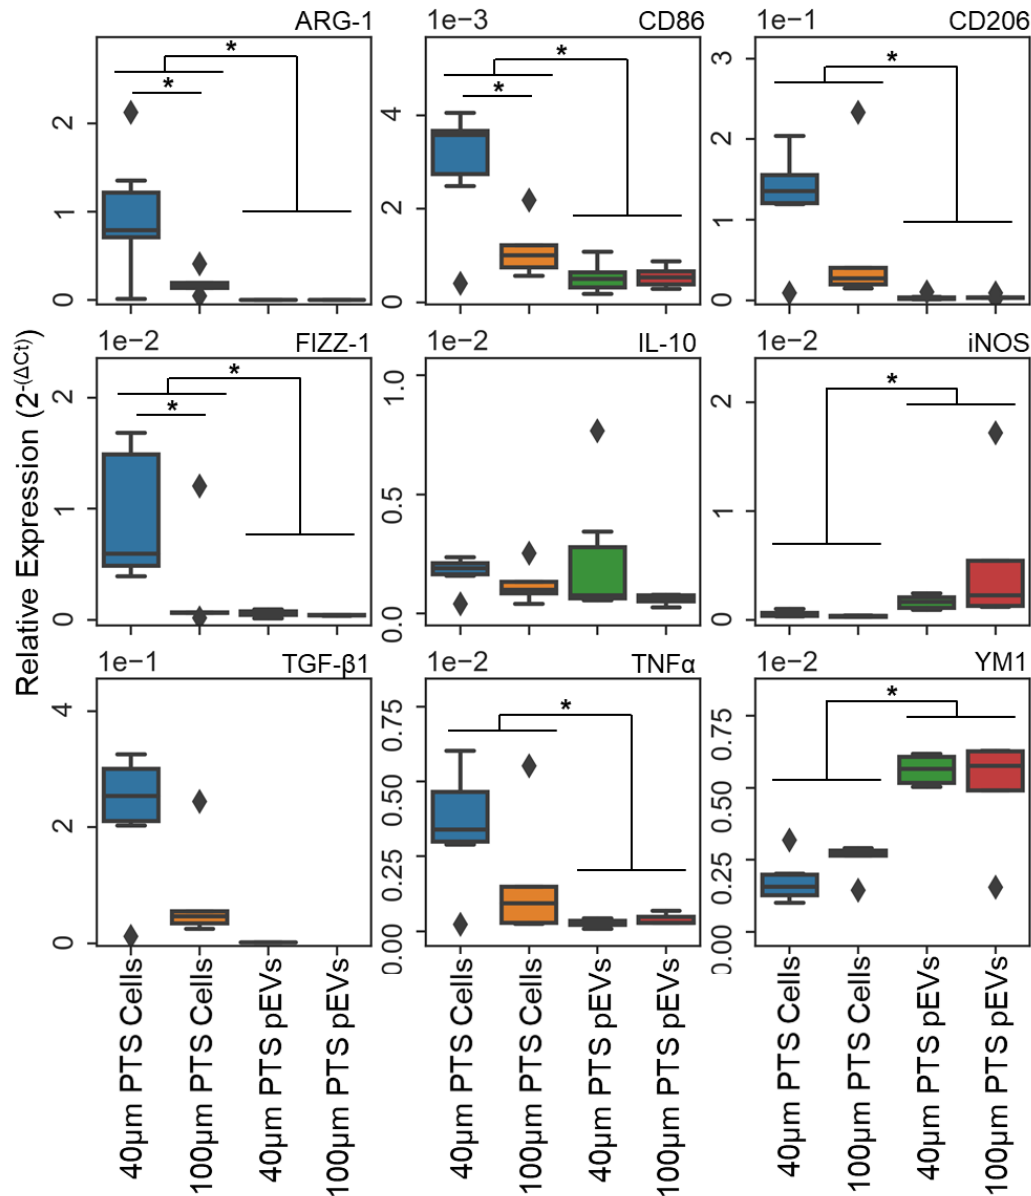 ARG-1
1e−3 CD86
1e−1 CD206
* * * * *
2
1
0
4
2
0
3
2
1
0
Relative Expression (2-(ΔCt))
1e−2 FIZZ-1
1e−2 IL-10
1e−2 iNOS
* * *
2
1
0
1.0
0.5
0.0
2
1
0
1e−1 TGF-β1
1e−2 TNFα
1e−2 YM1
* *
4
2
0
0.75
0.50
0.25
0.00
0.75
0.50
0.25
0.00
40μm PTS Cells
100μm PTS Cells
40μm PTS pEVs
100μm PTS pEVs
40μm PTS Cells
100μm PTS Cells
40μm PTS pEVs
100μm PTS pEVs
40μm PTS Cells
100μm PTS Cells
40μm PTS pEVs
100μm PTS pEVs